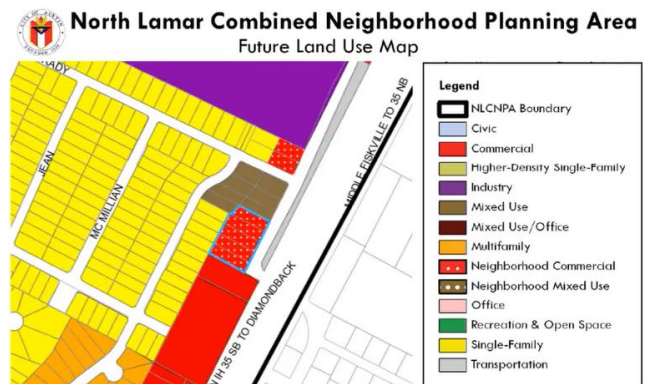 North Lamar Combined Neighborhood Planning Area
Future Land Use Map
JEAN
MC MILLIAN
MIDDLE FISKVILLE TO 35 NB
IH 35 SB TO DIAMONDBACK
Legend
NLCNPA Boundary
Civic
Commercial
Higher-Density Single-Family
Industry
Mixed Use
Mixed Use/Office
Multifamily
Neighborhood Commercial
Neighborhood Mixed Use
Office
Recreation & Open Space
Single-Family
Transportation